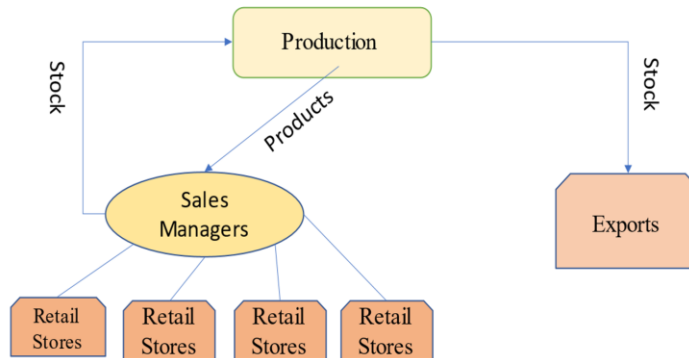 Production
Stock
Products
Stock
Sales
Managers
Exports
Retail
Stores
Retail
Stores
Retail
Stores
Retail
Stores